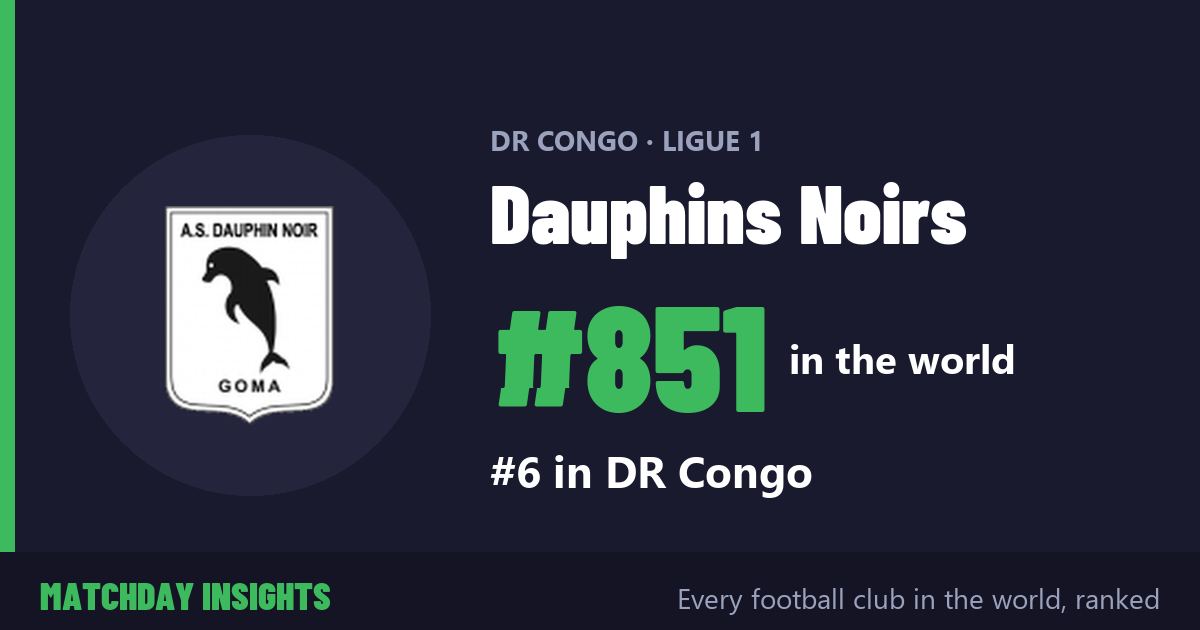 A.S. DAUPHIN NOIR
GOMA
DR CONGO · LIGUE 1
Dauphins Noirs
#851 in the world
#6 in DR Congo
MATCHDAY INSIGHTS
Every football club in the world, ranked